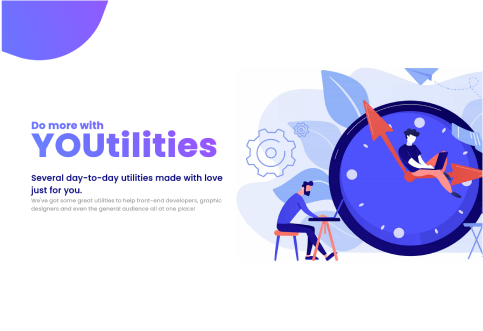 Do more with
YOUtilities
Several day-to-day utilities made with love
just for you.
We've got some great utilities to help front-end developers, graphic
designers and even the general audience all at one place!